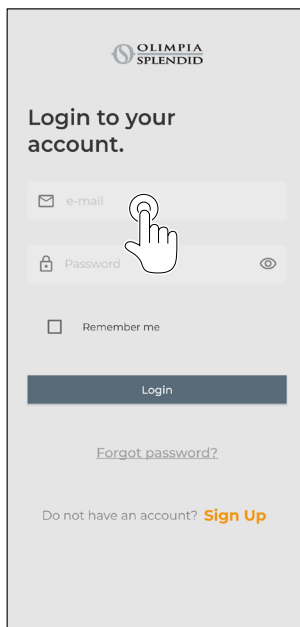 OLIMPIA
SPLENDID
Login to your
account.
e-mail
Password
Remember me
Login
Forgot password?
Do not have an account? Sign Up